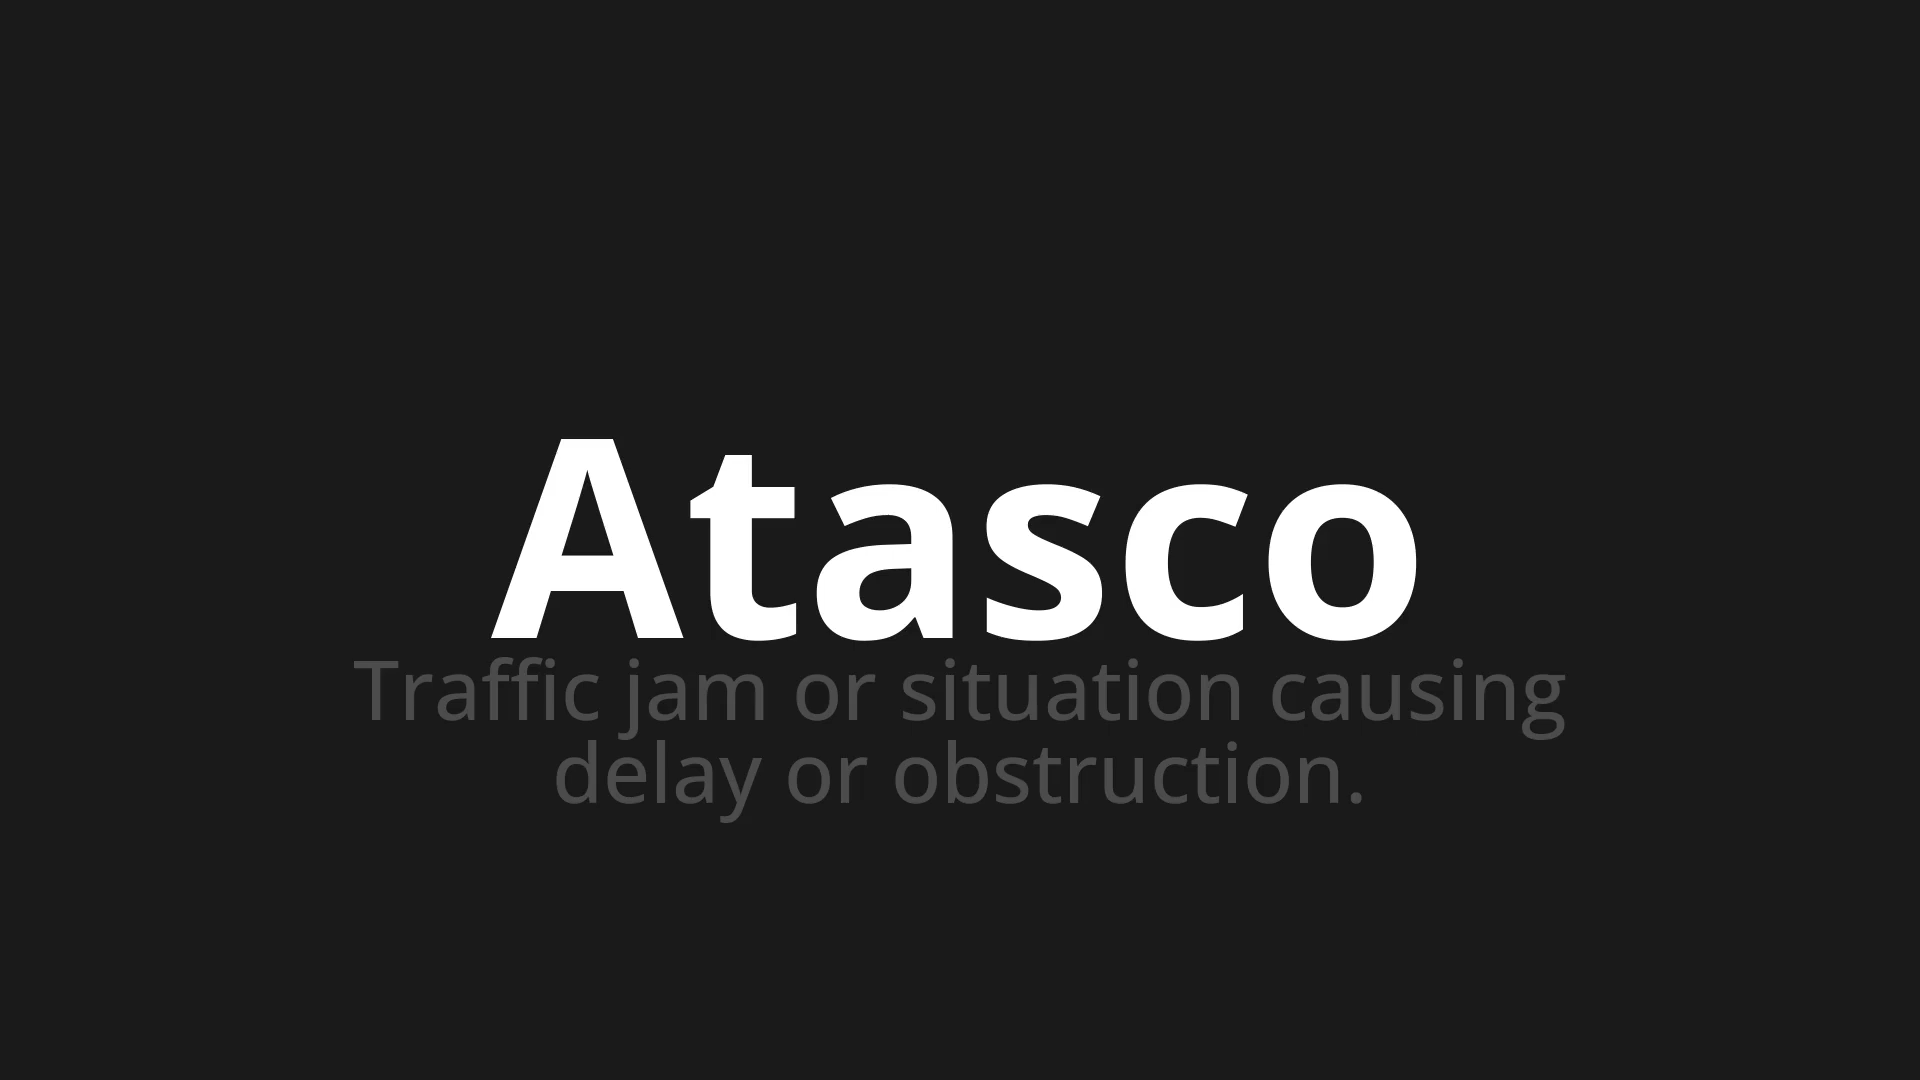 Atasco
Traffic jam or situation causing
delay or obstruction.